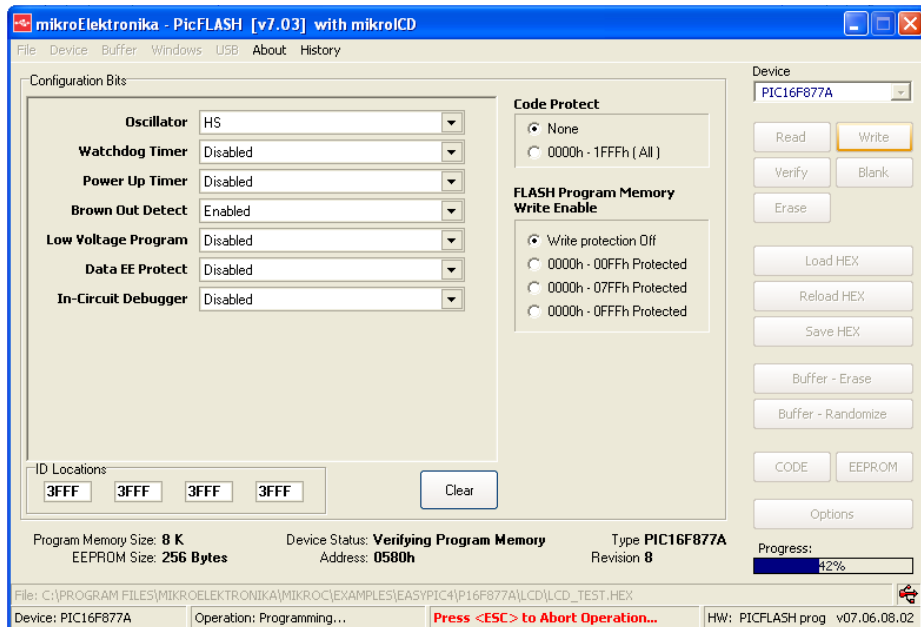 mikroElektronika - PicFLASH [v7.03] with mikroICD
File Device Buffer Windows USB About History
Configuration Bits
Oscillator HS
Watchdog Timer Disabled
Power Up Timer Disabled
Brown Out Detect Enabled
Low Voltage Program Disabled
Data EE Protect Disabled
In-Circuit Debugger Disabled
Code Protect
None
0000h - 1FFFh ( All )
FLASH Program Memory
Write Enable
Write protection Off
0000h - 00FFh Protected
0000h - 07FFh Protected
0000h - 0FFFh Protected
ID Locations
3FFF 3FFF 3FFF 3FFF
Clear
Device
PIC16F877A
Read Write
Verify Blank
Erase
Load HEX
Reload HEX
Save HEX
Buffer - Erase
Buffer - Randomize
CODE EEPROM
Options
Program Memory Size: 8 K Device Status: Verifying Program Memory Type PIC16F877A
EEPROM Size: 256 Bytes Address: 0580h Revision 8
Progress:
42%
File: C:\PROGRAM FILES\MIKROELEKTRONIKA\MIKROC\EXAMPLES\EASYPIC4\P16F877A\LCD\LCD_TEST.HEX
Device: PIC16F877A Operation: Programming... Press <ESC> to Abort Operation... HW: PICFLASH prog v07.06.08.02